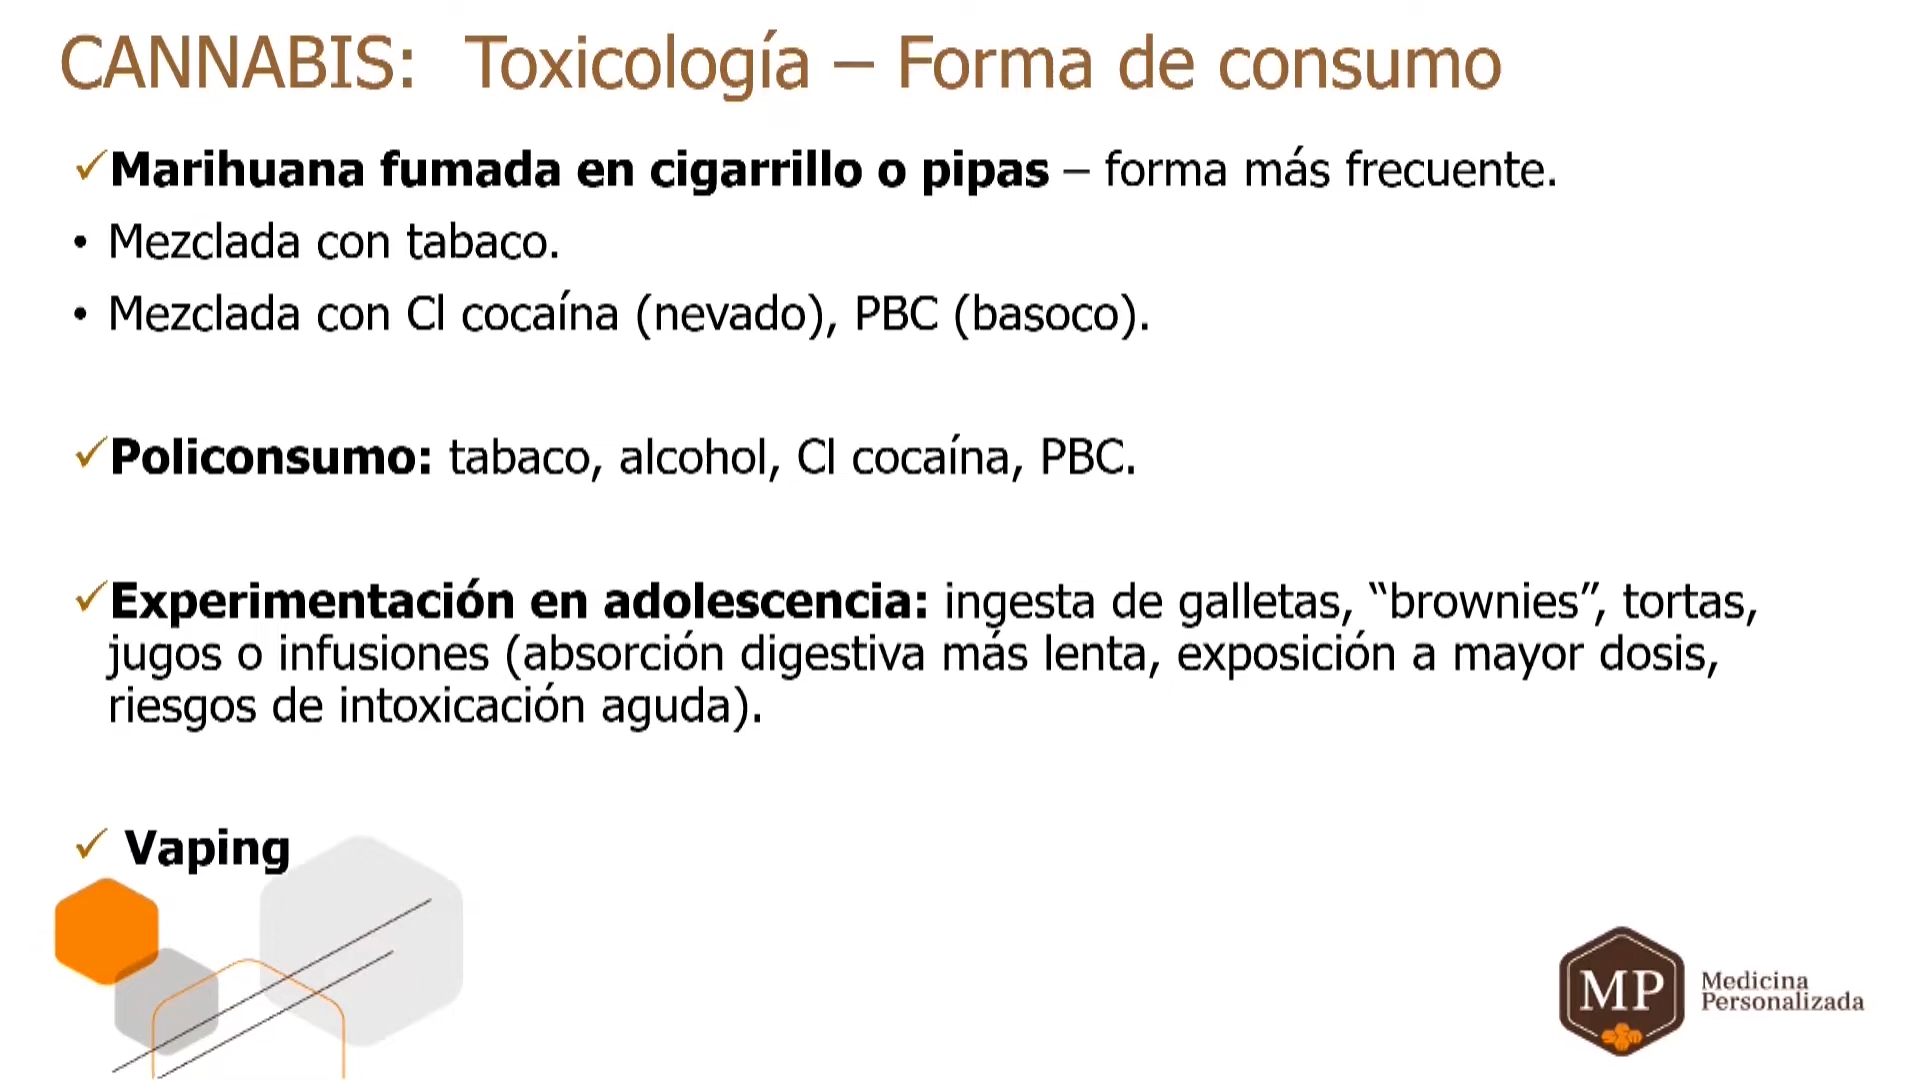 CANNABIS: Toxicología – Forma de consumo
✓Marihuana fumada en cigarrillo o pipas – forma más frecuente.
• Mezclada con tabaco.
• Mezclada con Cl cocaína (nevado), PBC (basoco).
✓Policonsumo: tabaco, alcohol, Cl cocaína, PBC.
✓Experimentación en adolescencia: ingesta de galletas, “brownies”, tortas,
jugos o infusiones (absorción digestiva más lenta, exposición a mayor dosis,
riesgos de intoxicación aguda).
✓ Vaping
MP
Medicina
Personalizada